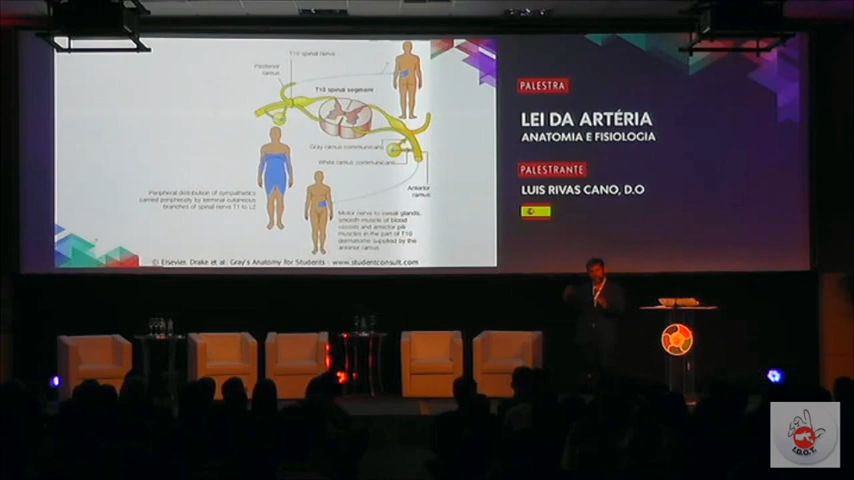 T10 spinal nerve
Posterior
ramus
T10 spinal segment
Gray ramus communicans
White ramus communicans
Anterior
ramus
Peripheral distribution of sympathetics
carried peripherally by terminal cutaneous
branches of spinal nerve T1 to L2
Motor nerve to sweat glands,
smooth muscle of blood
vessels and arrector pili
muscles in the part of T10
dermatome supplied by the
anterior ramus
© Elsevier. Drake et al: Gray's Anatomy for Students - www.studentconsult.com
PALESTRA
LEI DA ARTÉRIA
ANATOMIA E FISIOLOGIA
PALESTRANTE
LUIS RIVAS CANO, D.O
I.D.O.T.